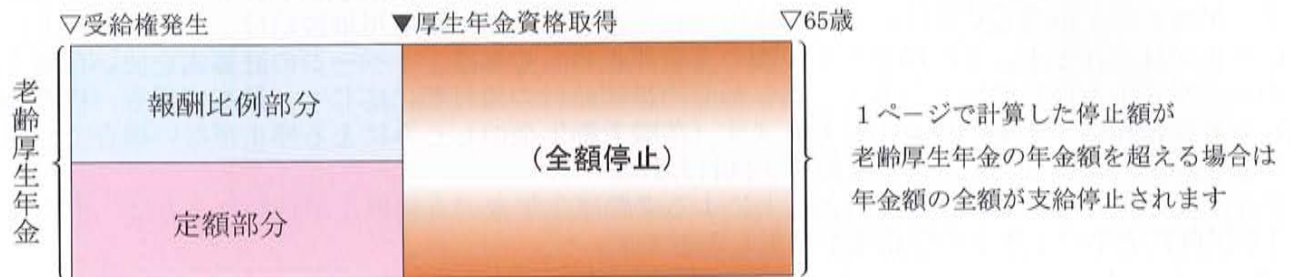 ▽受給権発生
▼厚生年金資格取得
▽65歳
老齢厚生年金
報酬比例部分
定額部分
(全額停止)
1ページで計算した停止額が
老齢厚生年金の年金額を超える場合は
年金額の全額が支給停止されます